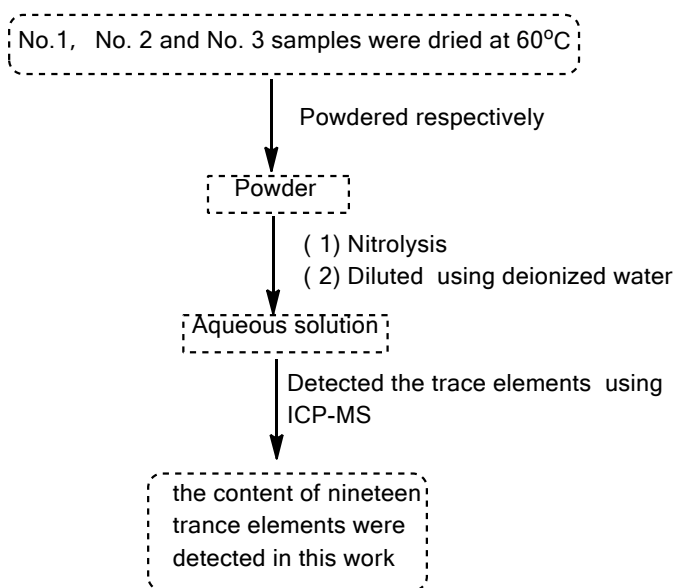 No.1, No. 2 and No. 3 samples were dried at 60oC
Powdered respectively
Powder
( 1) Nitrolysis
( 2) Diluted using deionized water
Aqueous solution
Detected the trace elements using
ICP-MS
the content of nineteen
trance elements were
detected in this work